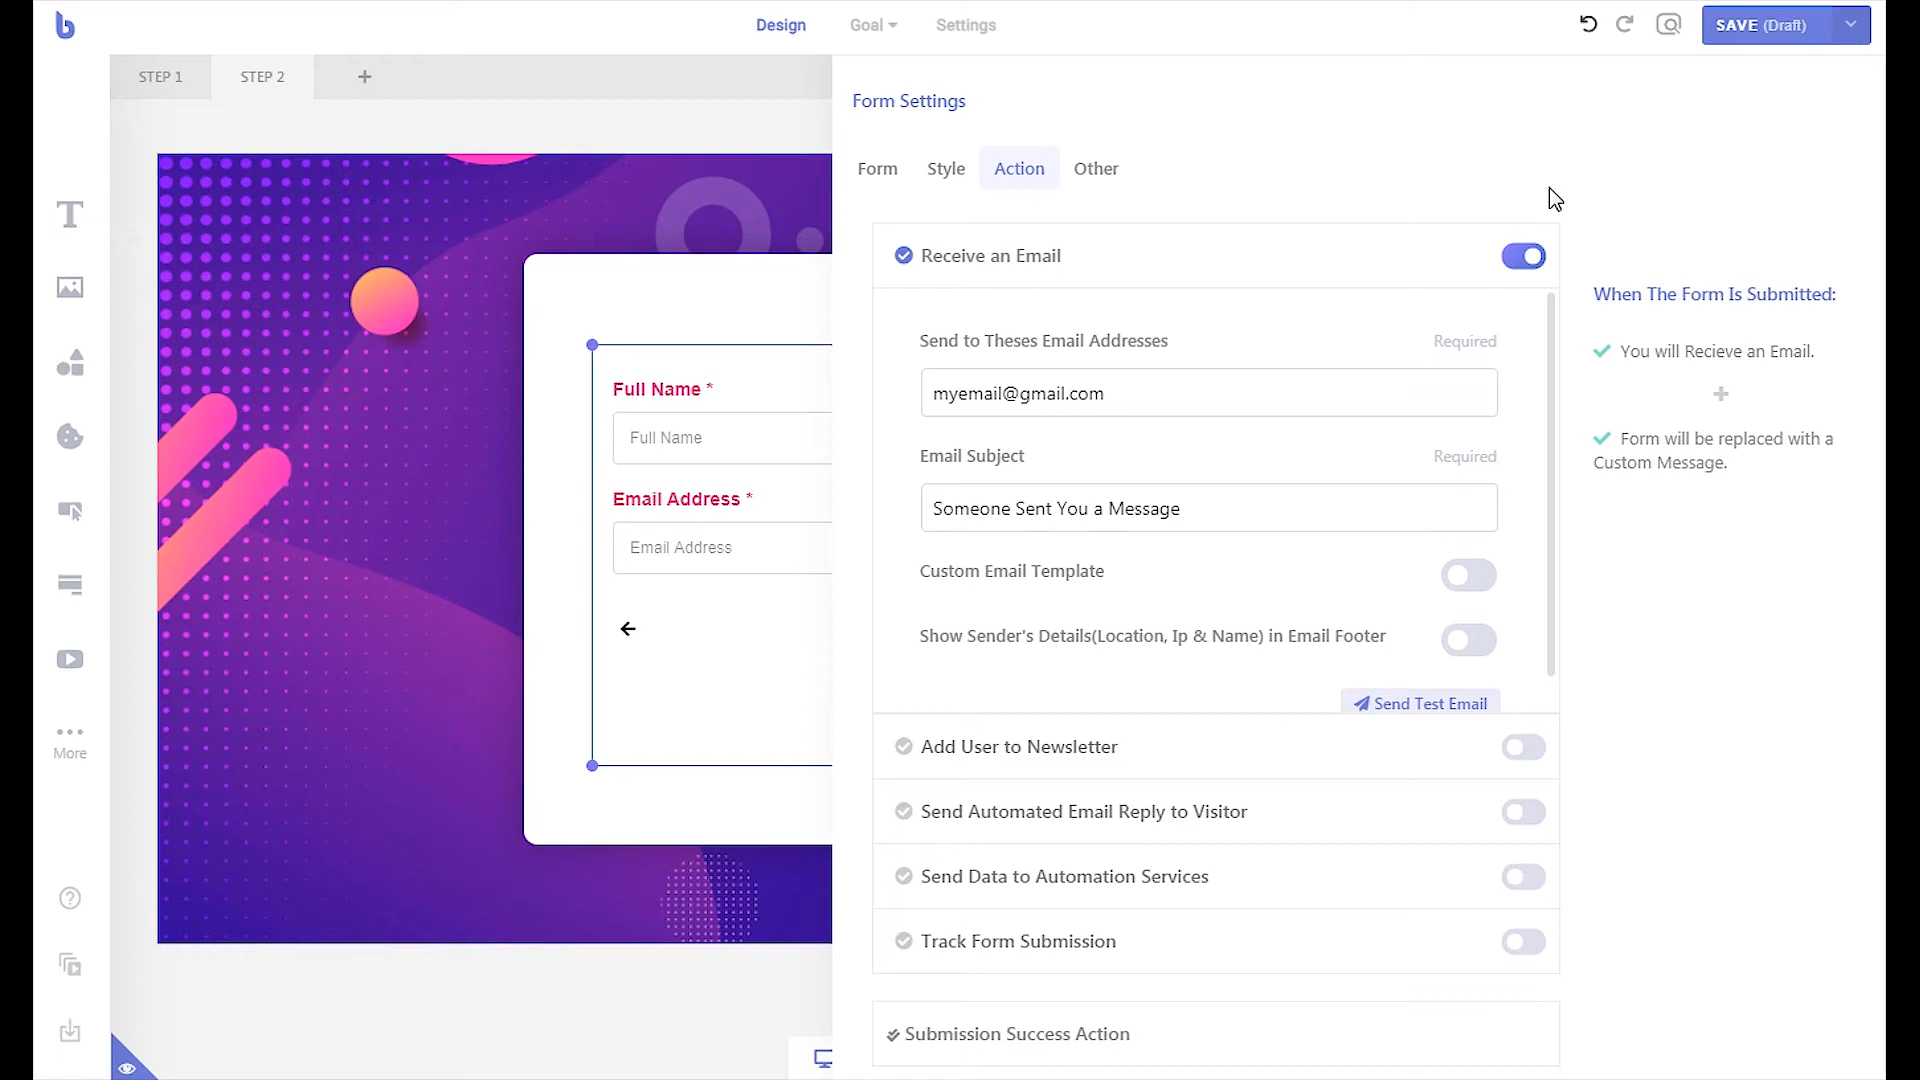 b
Design
Goal
Settings
SAVE (Draft)
STEP 1
STEP 2
+
Form Settings
Form
Style
Action
Other
Receive an Email
Send to Theses Email Addresses
Required
myemail@gmail.com
Email Subject
Required
Someone Sent You a Message
Custom Email Template
Show Sender's Details(Location, Ip & Name) in Email Footer
Send Test Email
Add User to Newsletter
Send Automated Email Reply to Visitor
Send Data to Automation Services
Track Form Submission
Submission Success Action
When The Form Is Submitted:
You will Recieve an Email.
+
Form will be replaced with a
Custom Message.
Full Name *
Full Name
Email Address *
Email Address
T
More